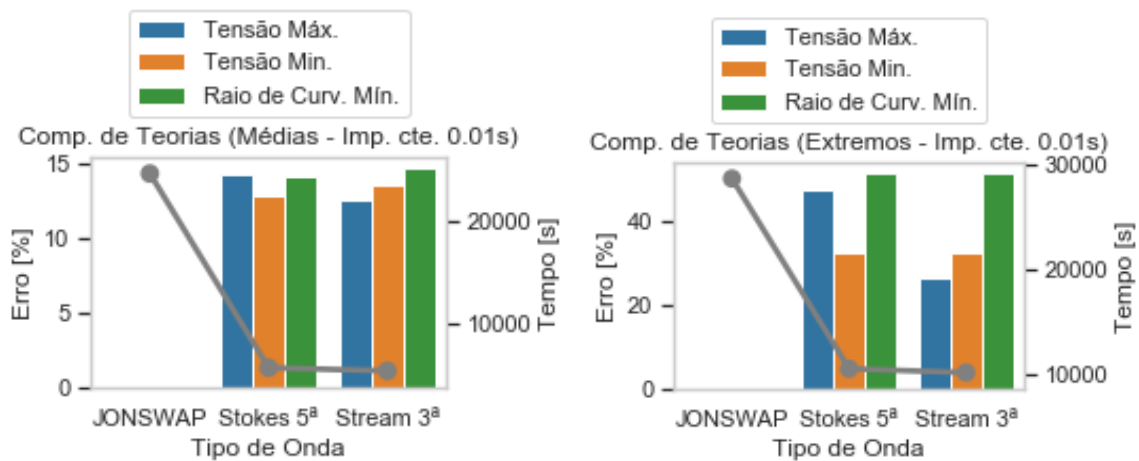 Tensão Máx.
Tensão Min.
Raio de Curv. Mín.
Comp. de Teorias (Médias - Imp. cte. 0.01s)
15
10
5
0
Erro [%]
20000
10000
Tempo [s]
JONSWAP Stokes 5ª Stream 3ª
Tipo de Onda
Tensão Máx.
Tensão Min.
Raio de Curv. Mín.
Comp. de Teorias (Extremos - Imp. cte. 0.01s)
40
20
0
Erro [%]
30000
20000
10000
Tempo [s]
JONSWAP Stokes 5ª Stream 3ª
Tipo de Onda